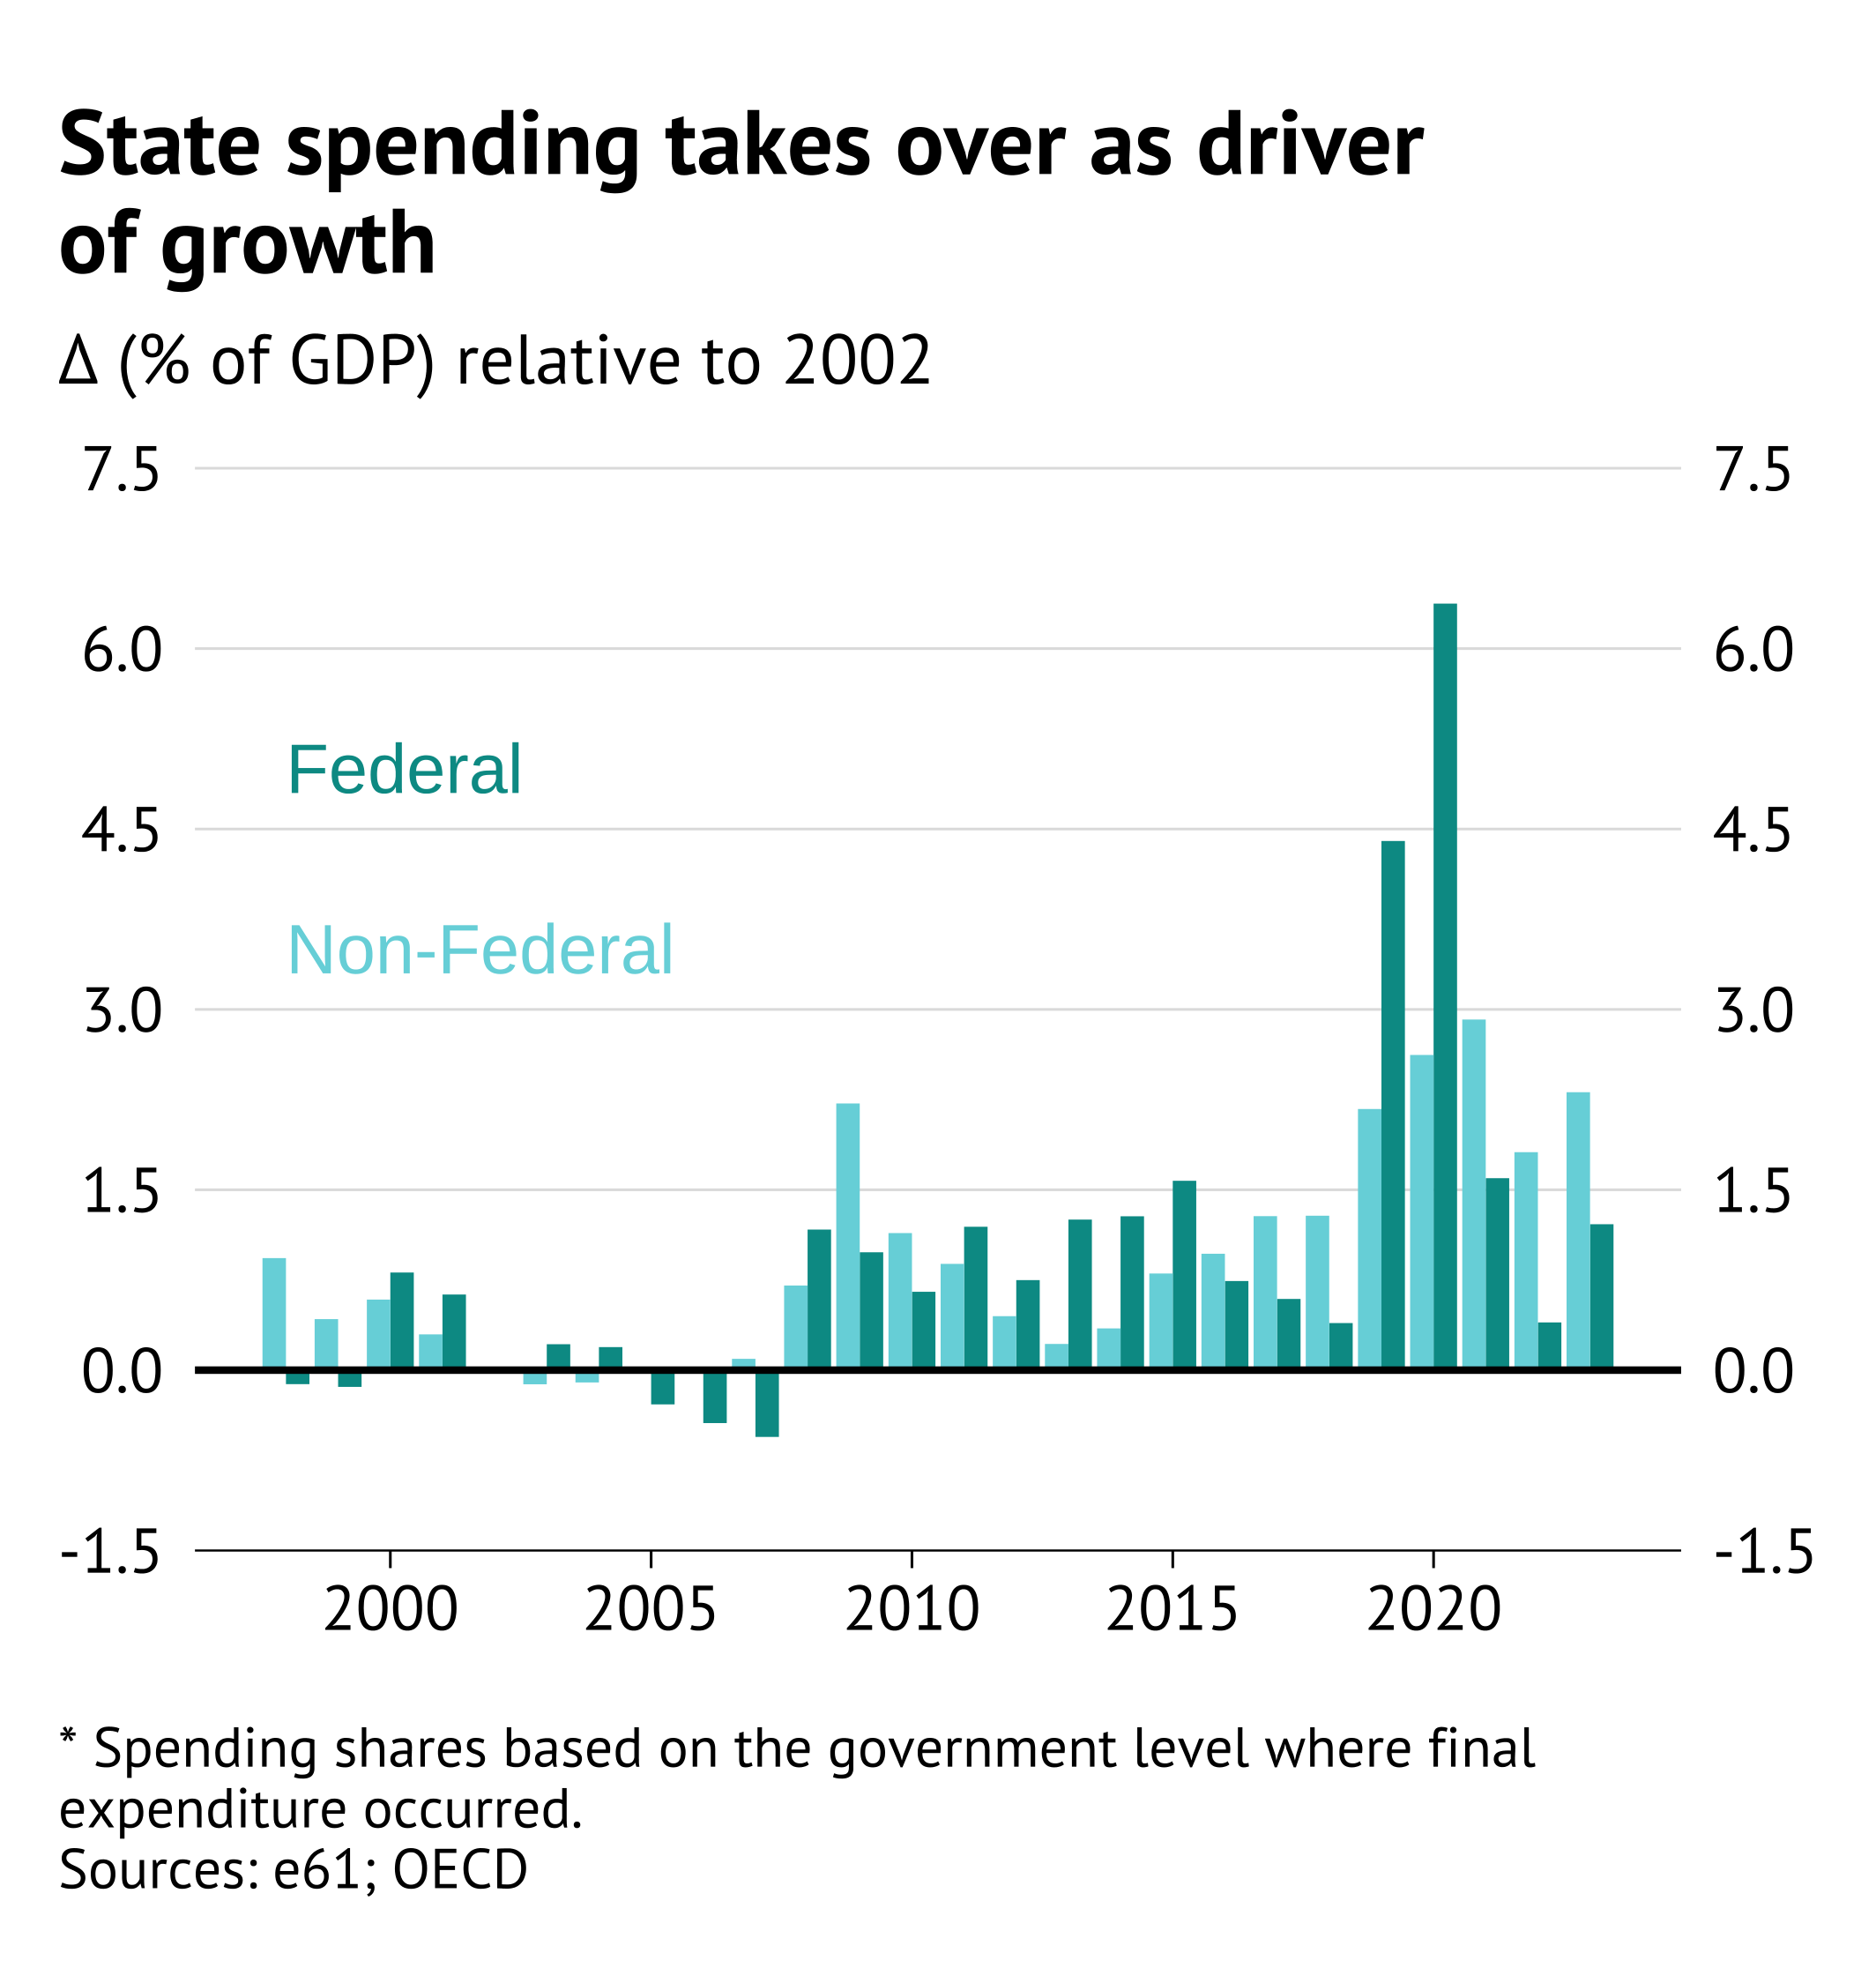 State spending takes over as driver
of growth
Δ (% of GDP) relative to 2002
7.5 7.5
6.0 6.0
Federal
4.5 4.5
Non-Federal
3.0 3.0
1.5 1.5
0.0 0.0
-1.5 -1.5
2000 2005 2010 2015 2020
* Spending shares based on the government level where final
expenditure occurred.
Sources: e61; OECD